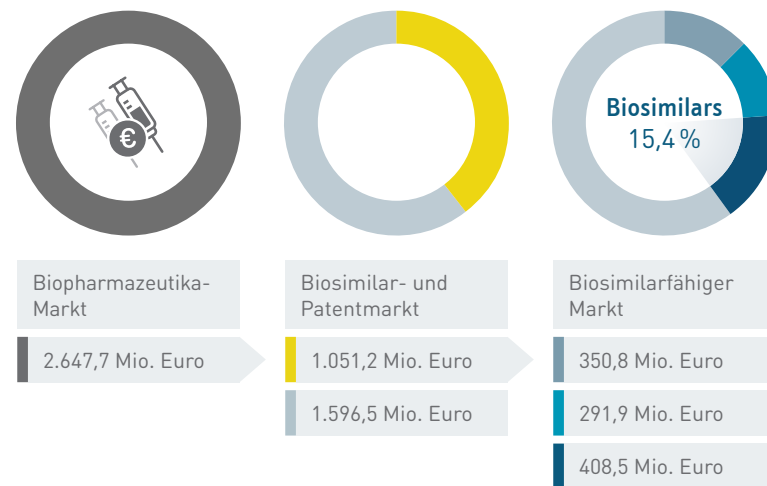 €
Biosimilars
15,4 %
Biopharmazeutika-
Markt
2.647,7 Mio. Euro
Biosimilar- und
Patentmarkt
1.051,2 Mio. Euro
1.596,5 Mio. Euro
Biosimilarfähiger
Markt
350,8 Mio. Euro
291,9 Mio. Euro
408,5 Mio. Euro